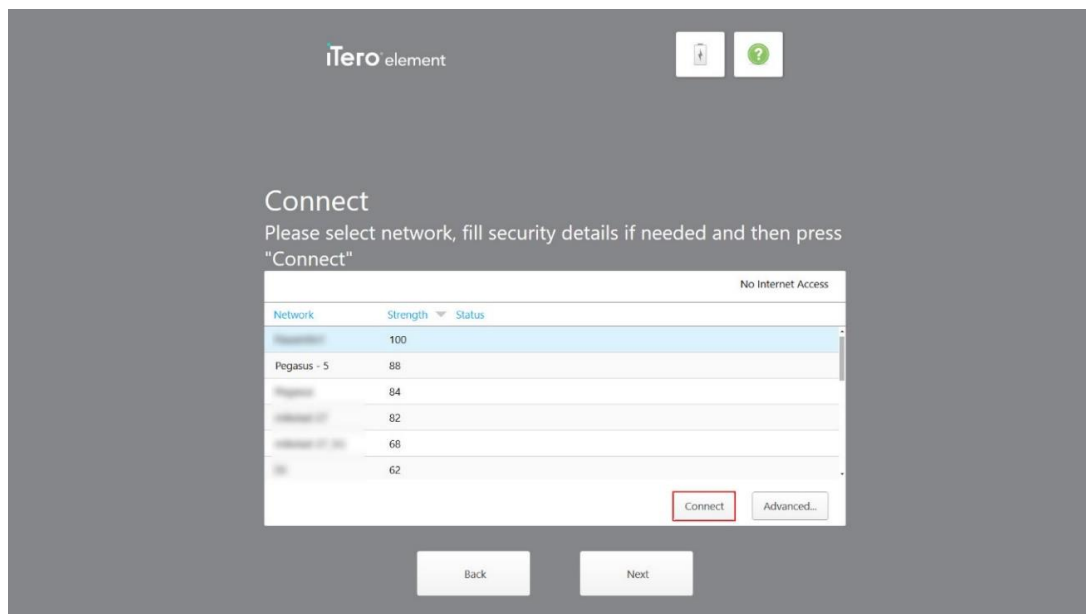 iTero element
?
Connect
Please select network, fill security details if needed and then press
"Connect"
No Internet Access
Network Strength Status
100
Pegasus - 5 88
84
82
68
62
Connect Advanced...
Back Next